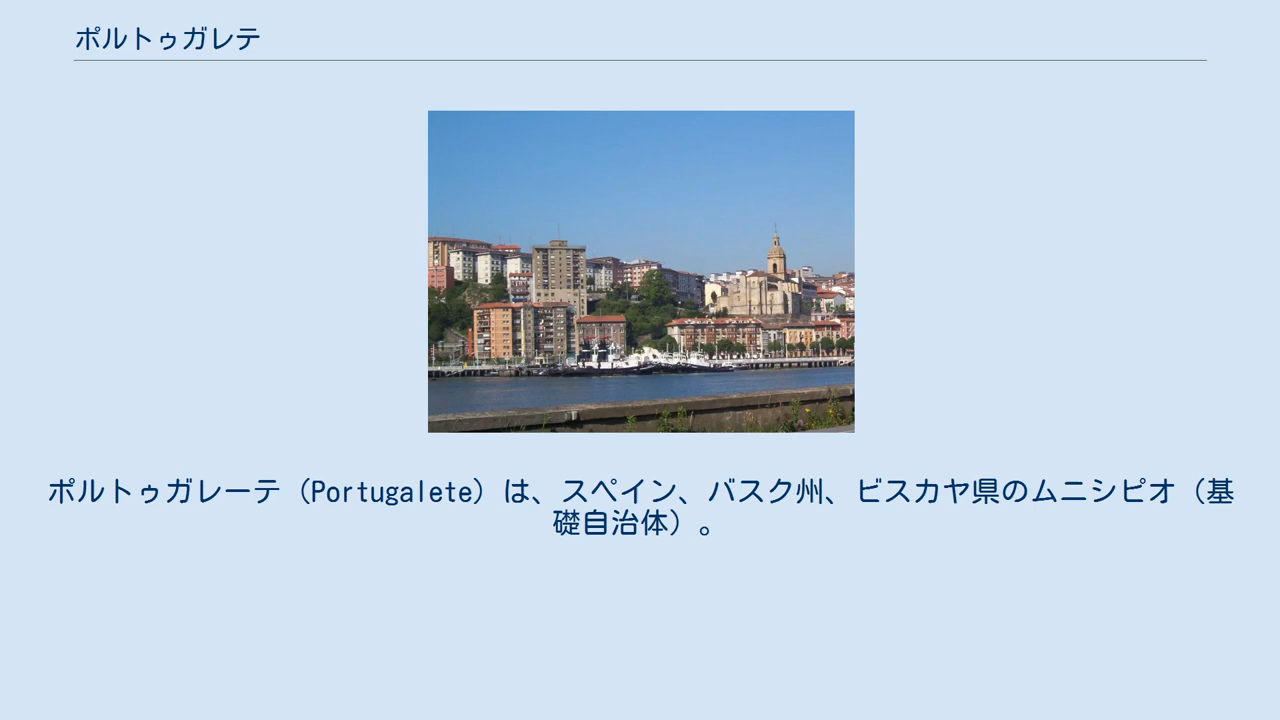 ポルトゥガレテ
ポルトゥガレーテ（Portugalete）は、スペイン、バスク州、ビスカヤ県のムニシピオ（基
礎自治体）。